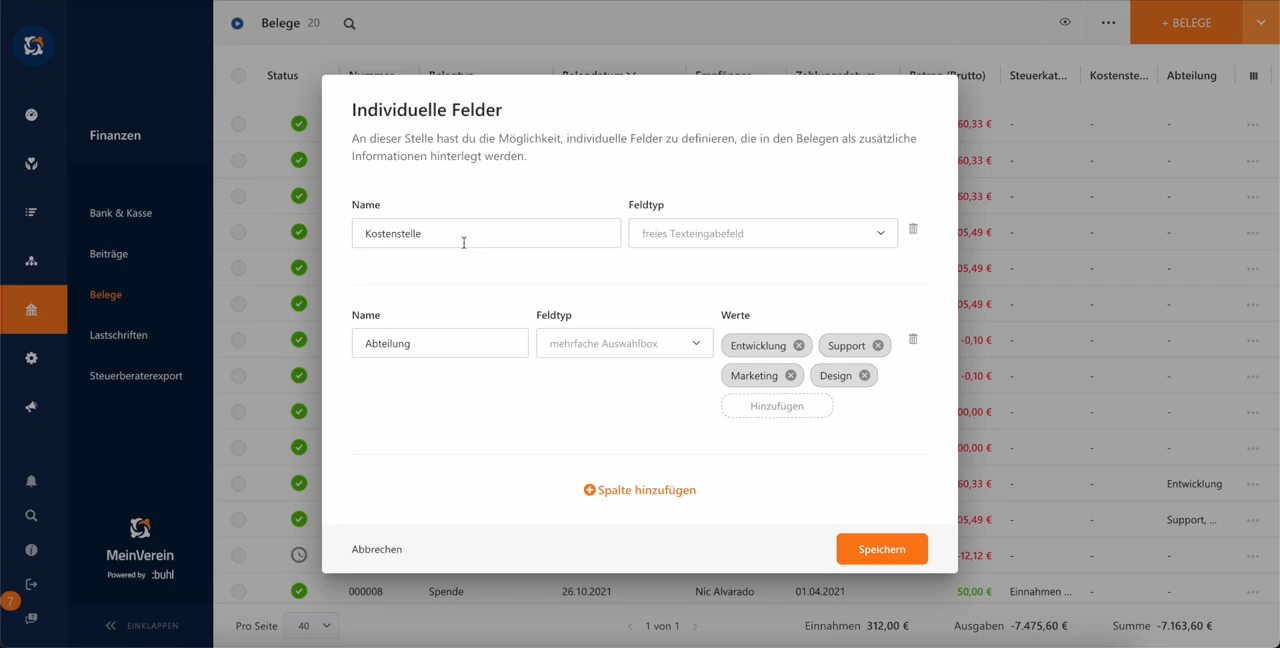 Belege 20
+ BELEGE
Status
(Brutto) Steuerkat... Kostenste... Abteilung
Finanzen
Bank & Kasse
Beiträge
Belege
Lastschriften
Steuerberaterexport
MeinVerein
Powered by :buhl
EINKLAPPEN
7
Individuelle Felder
An dieser Stelle hast du die Möglichkeit, individuelle Felder zu definieren, die in den Belegen als zusätzliche
Informationen hinterlegt werden.
Name Feldtyp
Kostenstelle freies Texteingabefeld
Name Feldtyp Werte
Abteilung mehrfache Auswahlbox
Entwicklung Support
Marketing Design
Hinzufügen
Spalte hinzufügen
Abbrechen Speichern
60,33 € - - -
60,33 € - - -
60,33 € - - -
05,49 € - - -
05,49 € - - -
05,49 € - - -
-0,10 € - - -
-0,10 € - - -
00,00 € - - -
00,00 € - - -
60,33 € - - Entwicklung
05,49 € - - Support, ...
-12,12 € - - -
000008 Spende 26.10.2021 Nic Alvarado 01.04.2021 50,00 € Einnahmen ... - -
Pro Seite 40 1 von 1 Einnahmen 312,00 € Ausgaben -7.475,60 € Summe -7.163,60 €